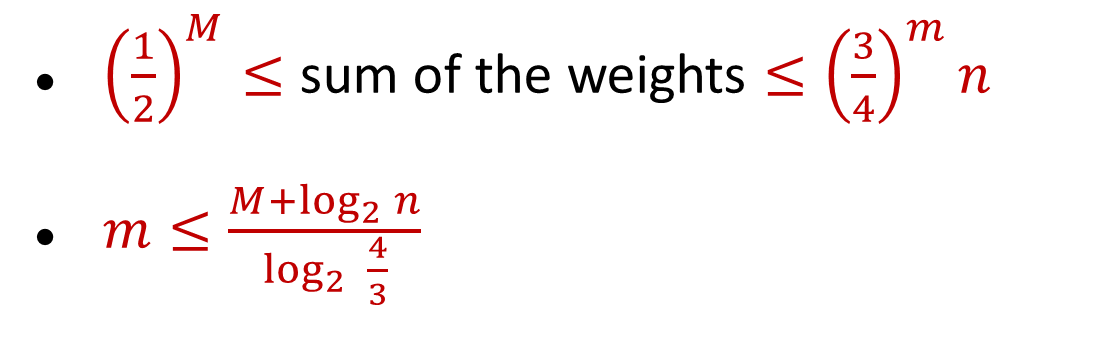 • (1/2)^M ≤ sum of the weights ≤ (3/4)^m n
• m ≤ (M+log₂ n)/(log₂ 4/3)